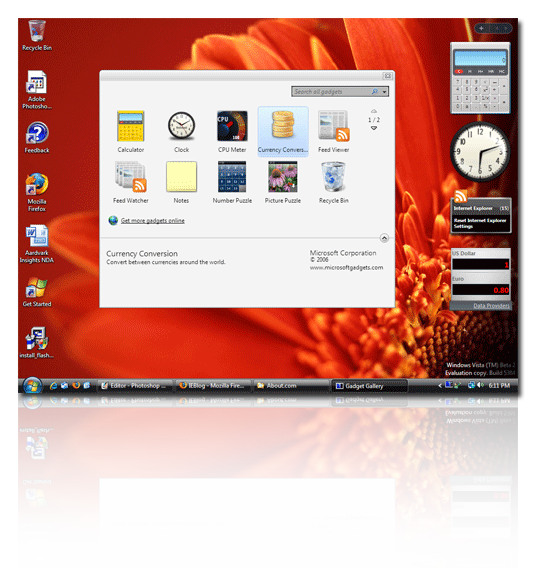 Recycle Bin
Adobe
Photosho...
Feedback
Mozilla
Firefox
Aardvark
Insights NDA
Get Started
install_flash...
Search all gadgets
Calculator
Clock
CPU
CPU Meter
Currency Convers...
Feed Viewer
1 / 2
Feed Watcher
Notes
Number Puzzle
Picture Puzzle
Recycle Bin
Get more gadgets online
Currency Conversion
Convert between currencies around the world.
Microsoft Corporation
© 2006
www.microsoftgadgets.com
Internet Explorer (15)
Reset Internet Explorer
Settings
US Dollar
1
Euro
0.80
Data Providers
Windows Vista (TM) Beta 2
Evaluation copy. Build 5384
Editor - Photoshop ...
IEBlog - Mozilla Fire...
About.com
Gadget Gallery
6:11 PM